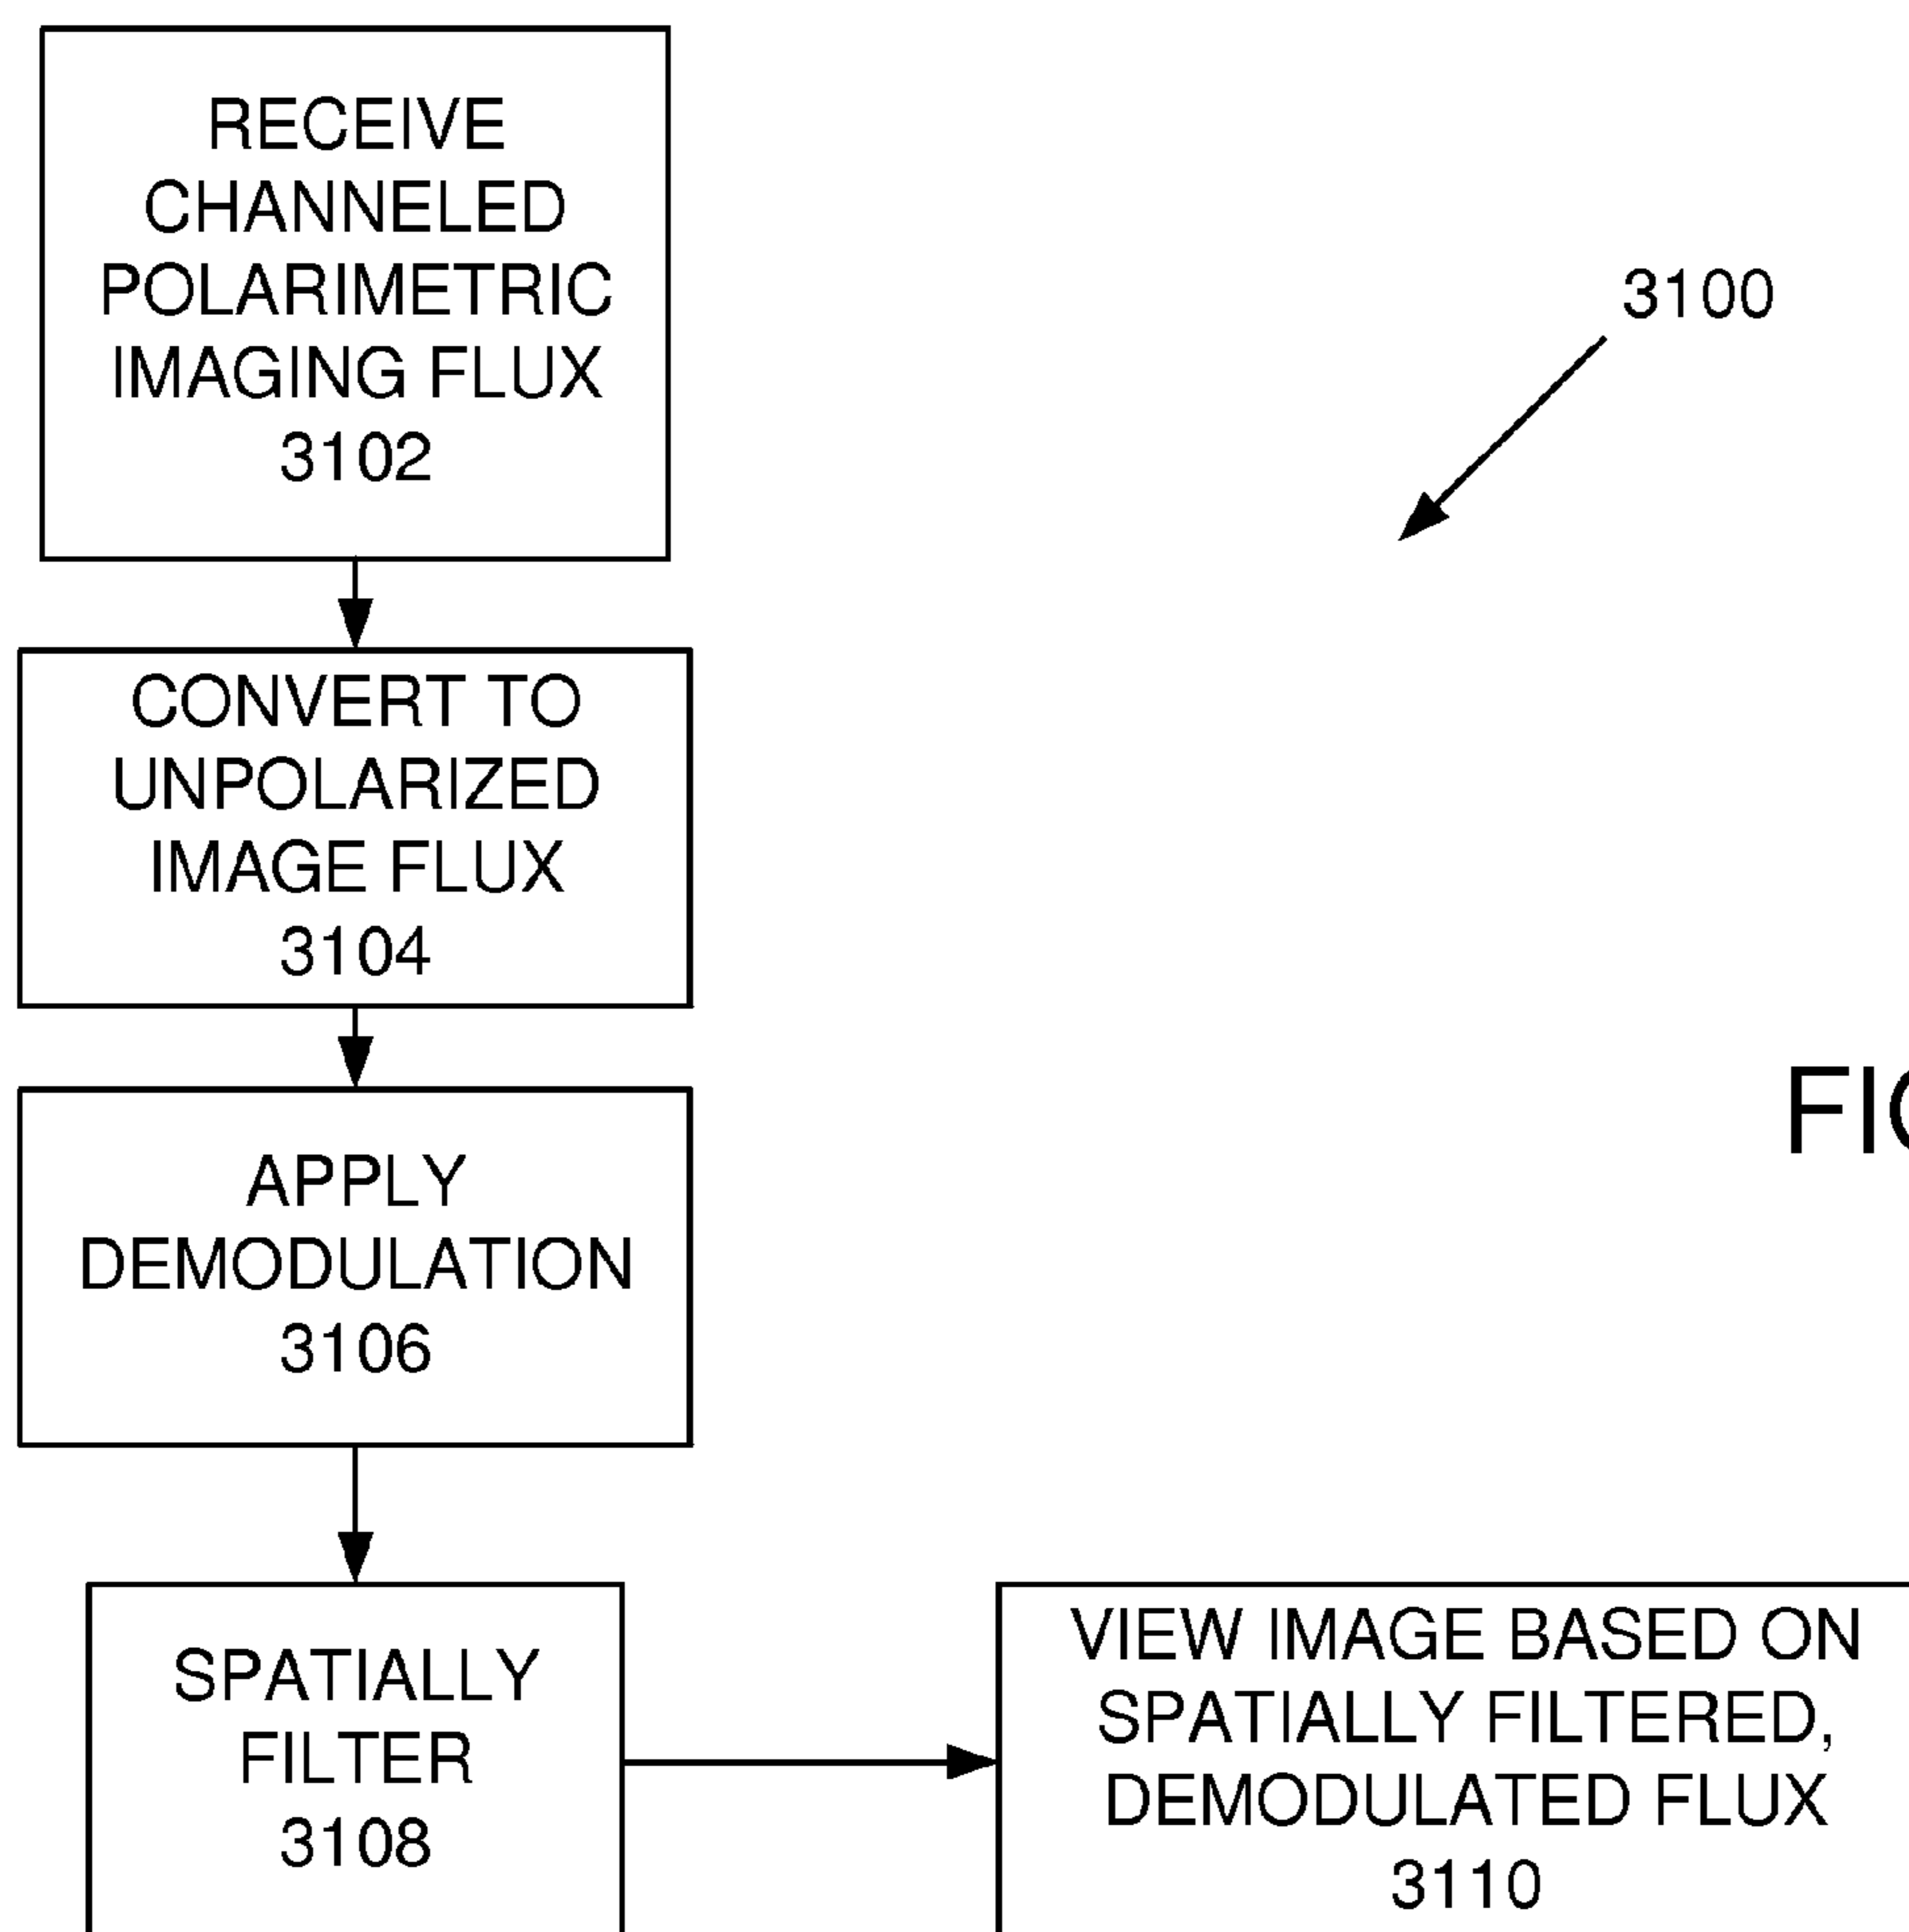 RECEIVE
CHANNELED
POLARIMETRIC
IMAGING FLUX
3102
3100
CONVERT TO
UNPOLARIZED
IMAGE FLUX
3104
APPLY
DEMODULATION
3106
SPATIALLY
FILTER
3108
VIEW IMAGE BASED ON
SPATIALLY FILTERED,
DEMODULATED FLUX
3110